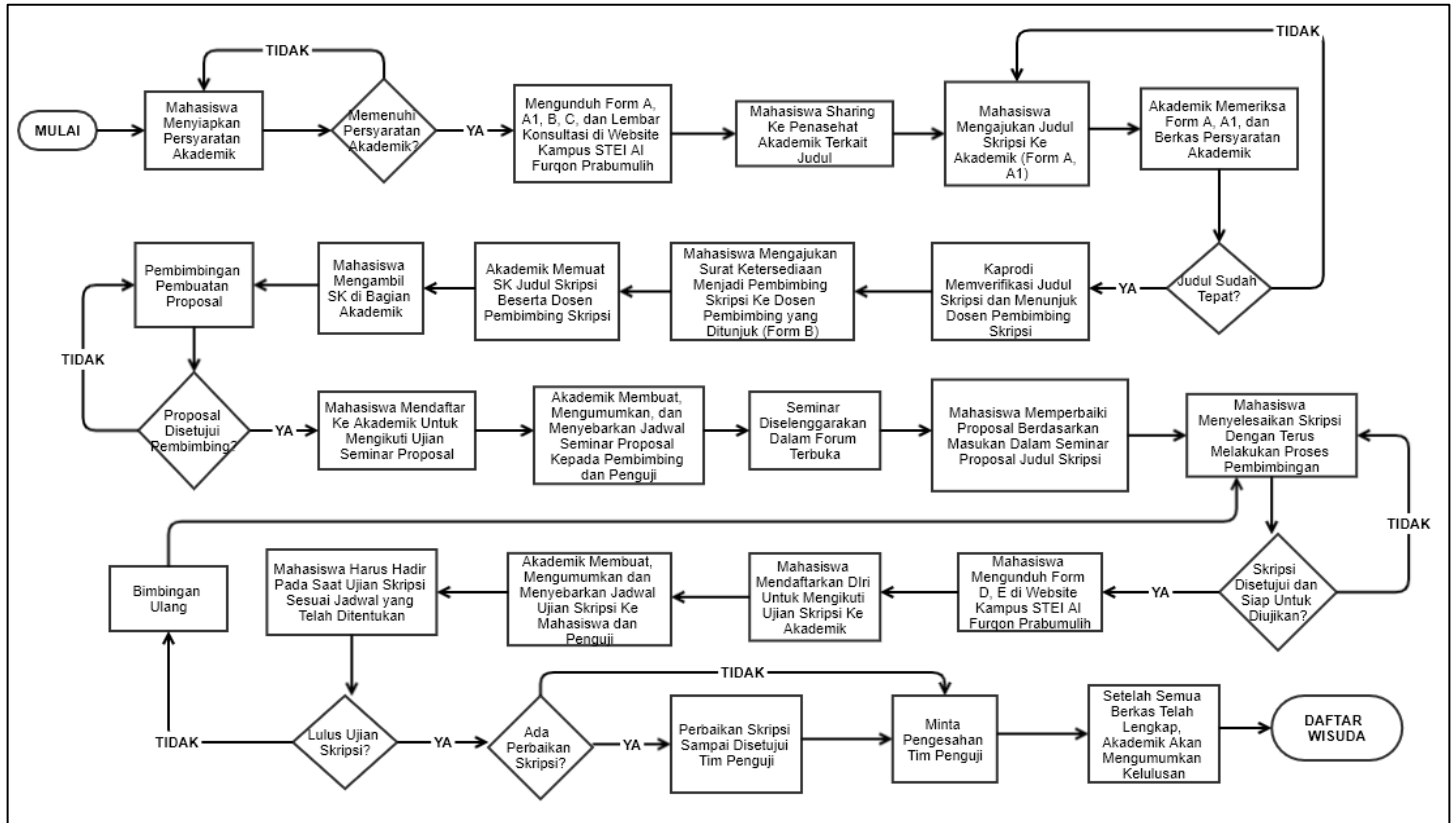 TIDAK
TIDAK
MULAI
Mahasiswa
Menyiapkan
Persyaratan
Akademik
Memenuhi
Persyaratan
Akademik?
YA
Mengunduh Form A,
A1, B, C, dan Lembar
Konsultasi di Website
Kampus STEI Al
Furqon Prabumulih
Mahasiswa Sharing
Ke Penasehat
Akademik Terkait
Judul
Mahasiswa
Mengajukan Judul
Skripsi Ke
Akademik (Form A,
A1)
Akademik Memeriksa
Form A, A1, dan
Berkas Persyaratan
Akademik
Judul Sudah
Tepat?
YA
Kaprodi
Memverifikasi Judul
Skripsi dan Menunjuk
Dosen Pembimbing
Skripsi
Mahasiswa Mengajukan
Surat Ketersediaan
Menjadi Pembimbing
Skripsi Ke Dosen
Pembimbing yang
Ditunjuk (Form B)
Akademik Memuat
SK Judul Skripsi
Beserta Dosen
Pembimbing Skripsi
Mahasiswa
Mengambil
SK di Bagian
Akademik
Pembimbingan
Pembuatan
Proposal
TIDAK
Proposal
Disetujui
Pembimbing?
YA
Mahasiswa Mendaftar
Ke Akademik Untuk
Mengikuti Ujian
Seminar Proposal
Akademik Membuat,
Mengumumkan, dan
Menyebarkan Jadwal
Seminar Proposal
Kepada Pembimbing
dan Penguji
Seminar
Diselenggarakan
Dalam Forum
Terbuka
Mahasiswa Memperbaiki
Proposal Berdasarkan
Masukan Dalam Seminar
Proposal Judul Skripsi
Mahasiswa
Menyelesaikan Skripsi
Dengan Terus
Melakukan Proses
Pembimbingan
TIDAK
Skripsi
Disetujui dan
Siap Untuk
Diujikan?
YA
Mahasiswa
Mengunduh Form
D, E di Website
Kampus STEI Al
Furqon Prabumulih
Mahasiswa
Mendaftarkan DIri
Untuk Mengikuti
Ujian Skripsi Ke
Akademik
Akademik Membuat,
Mengumumkan dan
Menyebarkan Jadwal
Ujian Skripsi Ke
Mahasiswa dan
Penguji
Mahasiswa Harus Hadir
Pada Saat Ujian Skripsi
Sesuai Jadwal yang
Telah Ditentukan
Bimbingan
Ulang
TIDAK
Lulus Ujian
Skripsi?
YA
Ada
Perbaikan
Skripsi?
TIDAK
YA
Perbaikan Skripsi
Sampai Disetujui
Tim Penguji
Minta
Pengesahan
Tim Penguji
Setelah Semua
Berkas Telah
Lengkap,
Akademik Akan
Mengumumkan
Kelulusan
DAFTAR
WISUDA